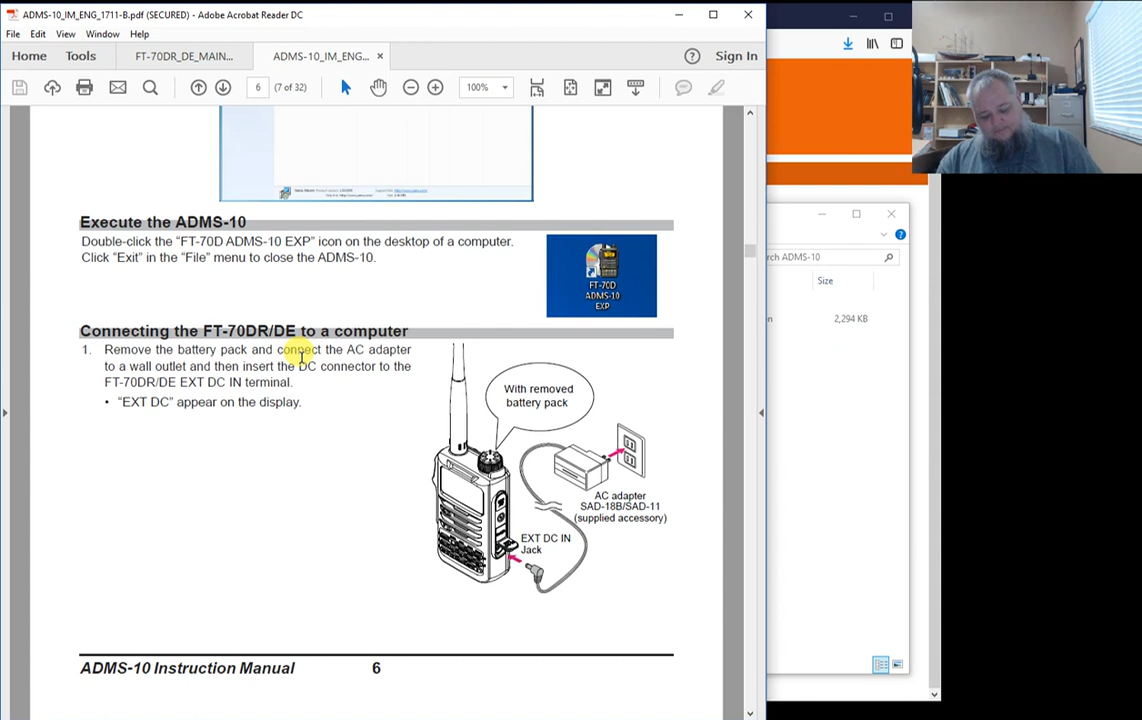 ADMS-10_IM_ENG_1711-B.pdf (SECURED) - Adobe Acrobat Reader DC
File Edit View Window Help
Home Tools FT-70DR_DE_MAIN... ADMS-10_IM_ENG... × Sign In
6 (7 of 32) 100%
Execute the ADMS-10
Double-click the “FT-70D ADMS-10 EXP” icon on the desktop of a computer.
Click “Exit” in the “File” menu to close the ADMS-10.
FT-70D
ADMS-10
EXP
Connecting the FT-70DR/DE to a computer
1. Remove the battery pack and connect the AC adapter
to a wall outlet and then insert the DC connector to the
FT-70DR/DE EXT DC IN terminal.
• “EXT DC” appear on the display.
With removed
battery pack
AC adapter
SAD-18B/SAD-11
(supplied accessory)
EXT DC IN
Jack
ADMS-10 Instruction Manual 6
rch ADMS-10
Size
2,294 KB